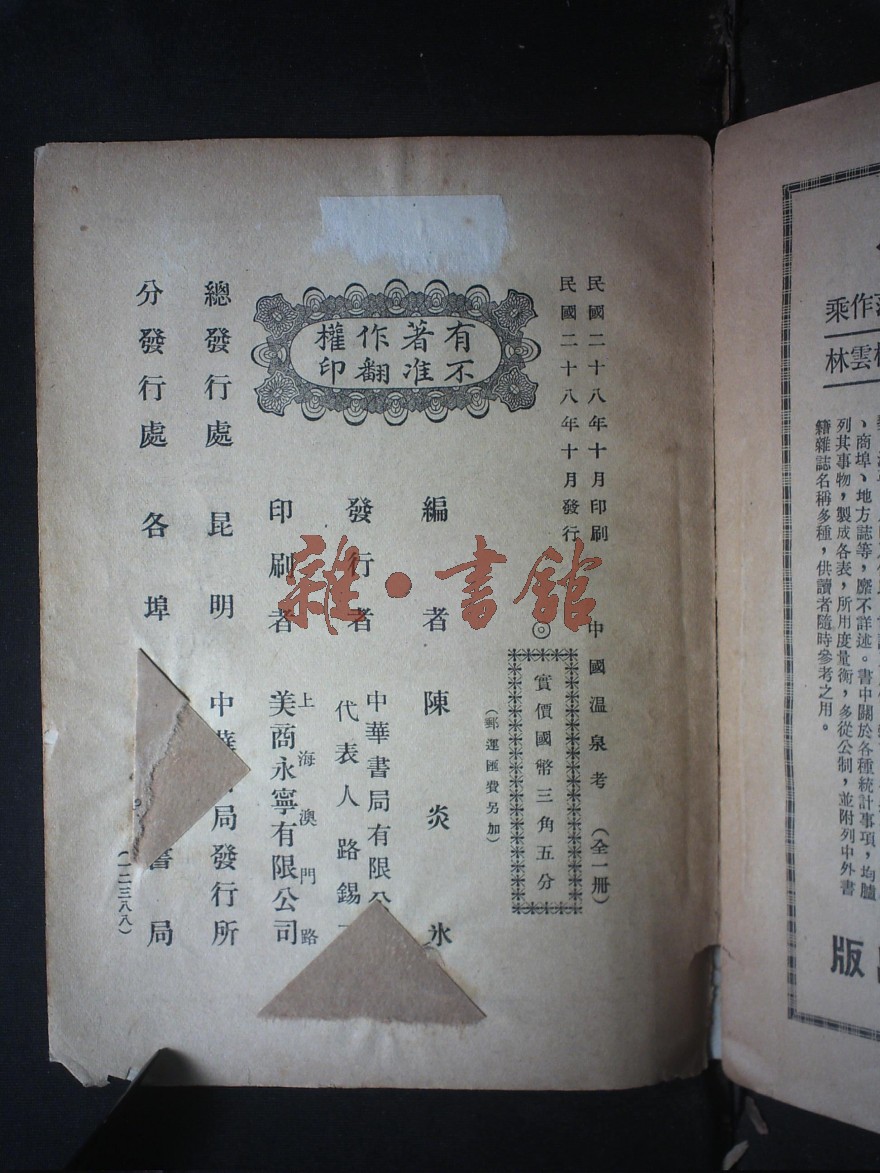 乘
林雲
、商埠、地方誌等，靡不詳述。書中關於各種統計事項，均臚
列其事物，製成各表，所用度量衡，多從公制，並附列中外書
籍雜誌名稱多種，供讀者隨時參考之用。
版
民國二十八年十月印刷
民國二十八年十月發行
中國溫泉考（全一冊）
◎
實價國幣三角五分
（郵運匯費另加）
有著作權
不准翻印
編者 陳炎冰
發行者 中華書局有限
代表人路錫
印刷者 上海澳門路
美商永寧有限公司
總發行處 昆明 中華 局發行所
分發行處 各埠 書局
（一二三八八）
雜·書館